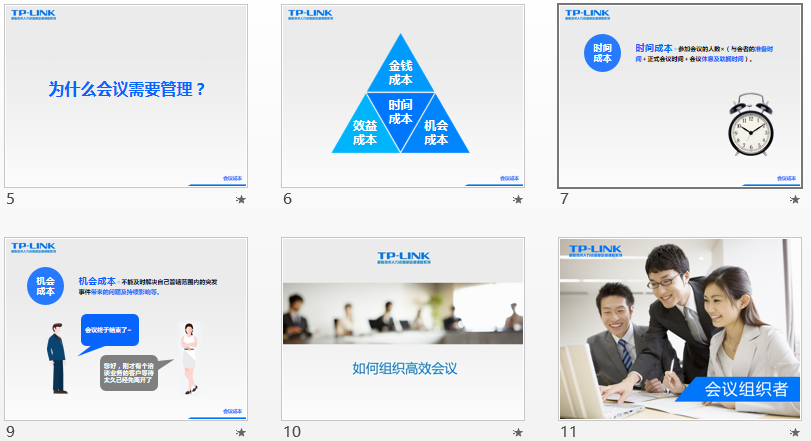 TP-LINK
为什么会议需要管理？
会议成本
5
TP-LINK
金钱
成本
时间
成本
效益
成本
机会
成本
会议成本
6
TP-LINK
时间
成本
时间成本=参加会议的人数×（与会者的准备时
间+正式会议时间+会议休息及耽搁时间）。
会议成本
7
TP-LINK
机会
成本
机会成本=不能及时解决自己管辖范围内的突发
事件带来的问题及持续影响等。
会议终于结束了~
您好，刚才有个洽
谈业务的客户等待
太久已经先离开了
会议成本
9
TP-LINK
如何组织高效会议
10
TP-LINK
会议组织者
11